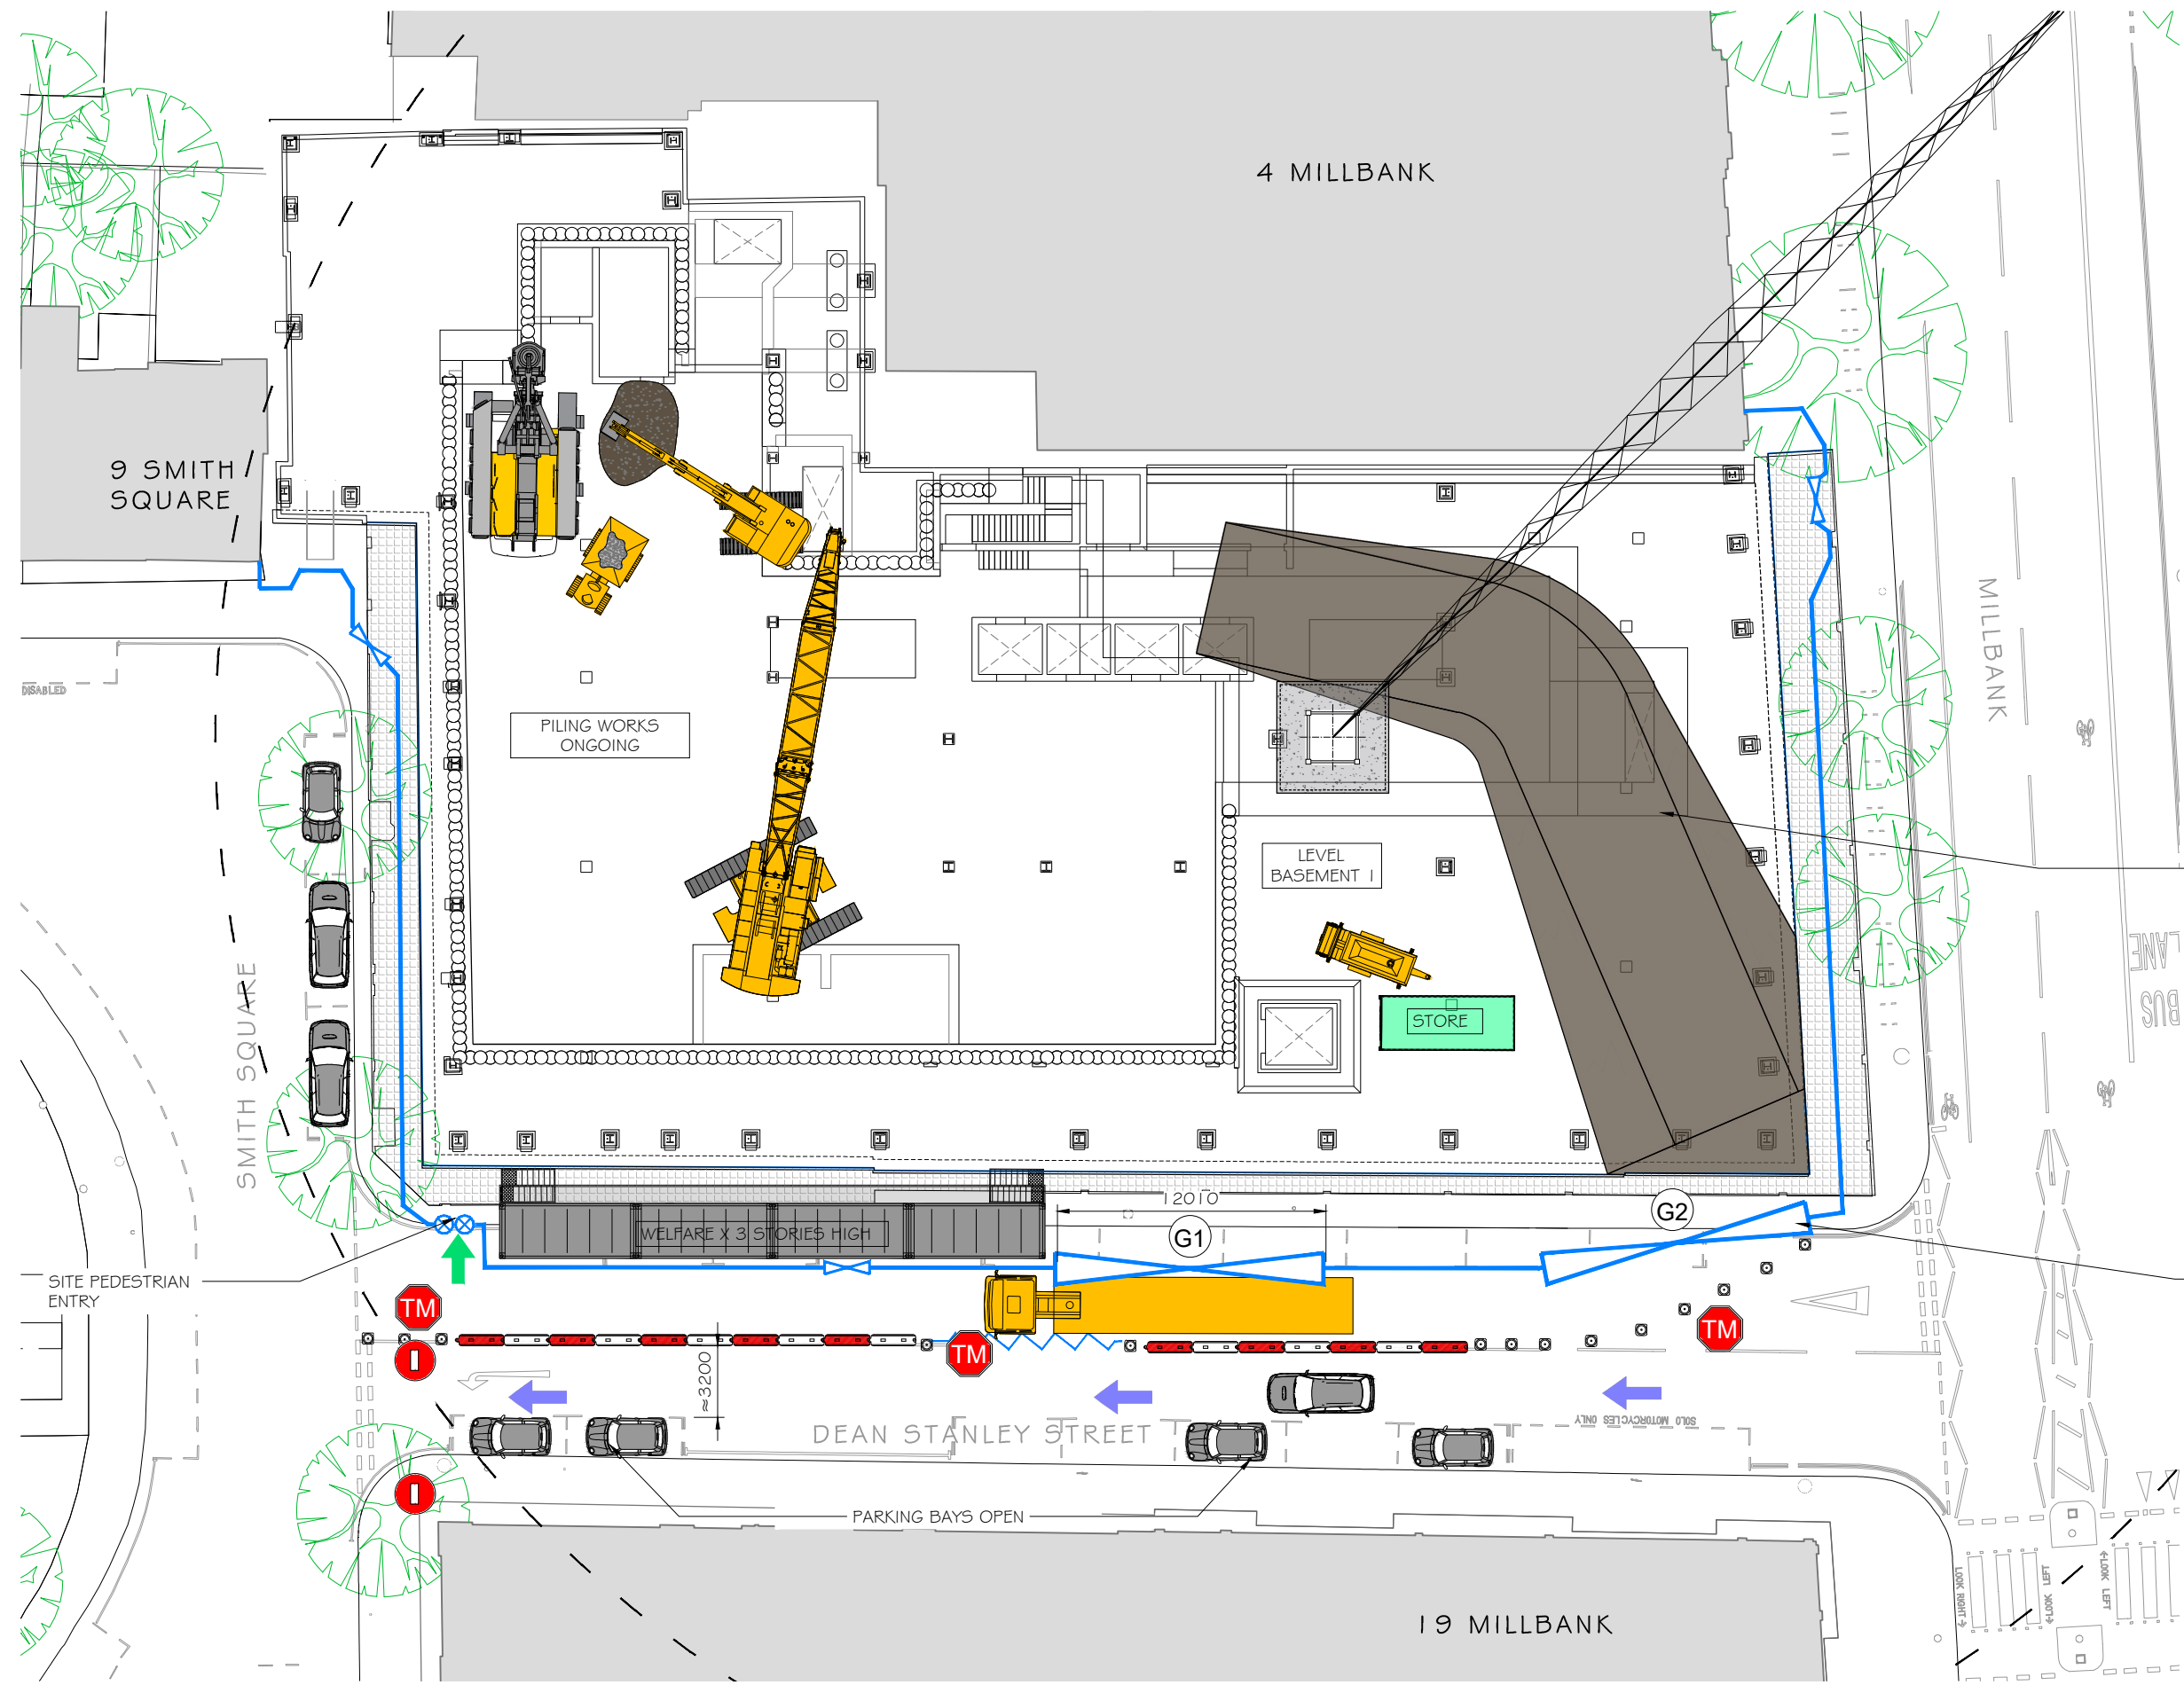 4 MILLBANK
9 SMITH
SQUARE
MILLBANK
DISABLED
PILING WORKS
ONGOING
LEVEL
BASEMENT 1
STORE
LANE
BUS
SMITH SQUARE
12010
G1
G2
WELFARE X 3 STORIES HIGH
SITE PEDESTRIAN
ENTRY
TM
TM
TM
≈3200
SOLO MOTORCYCLES ONLY
DEAN STANLEY STREET
PARKING BAYS OPEN
19 MILLBANK
LOOK RIGHT→
←LOOK LEFT
←LOOK LEFT